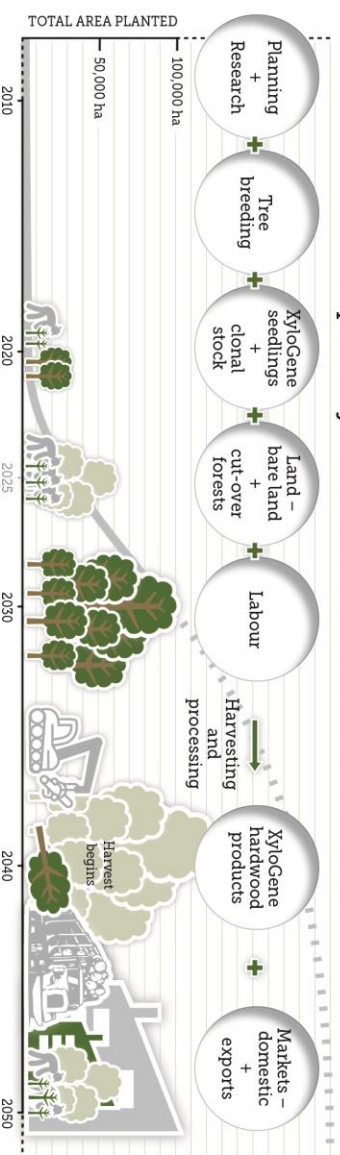 TOTAL AREA PLANTED
100,000 ha
50,000 ha
Planning
+
Research
+
Tree
breeding
+
XyloGene
seedlings
+
clonal
stock
+
Land –
bare land
+
cut-over
forests
+
Labour
Harvesting
and
processing
XyloGene
hardwood
products
+
Markets –
domestic
+
exports
Harvest
begins
2010
2020
2025
2030
2040
2050